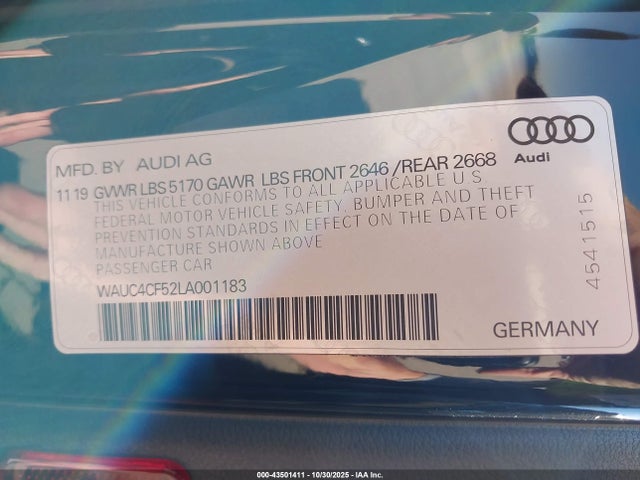 MFD. BY AUDI AG
11 19 GVWR LBS 5170 GAWR LBS FRONT 2646 / REAR 2668
THIS VEHICLE CONFORMS TO ALL APPLICABLE U S
FEDERAL MOTOR VEHICLE SAFETY, BUMPER AND THEFT
PREVENTION STANDARDS IN EFFECT ON THE DATE OF
MANUFACTURE SHOWN ABOVE
PASSENGER CAR
WAUC4CF52LA001183
Audi
4541515
GERMANY
000-43501411 - 10/30/2025 - IAA Inc.